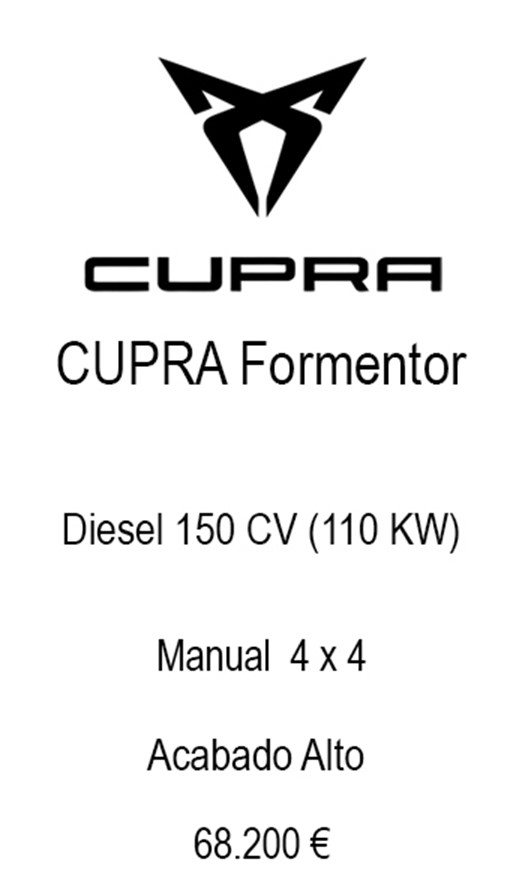 CUPRA
CUPRA Formentor
Diesel 150 CV (110 KW)
Manual 4 x 4
Acabado Alto
68.200 €